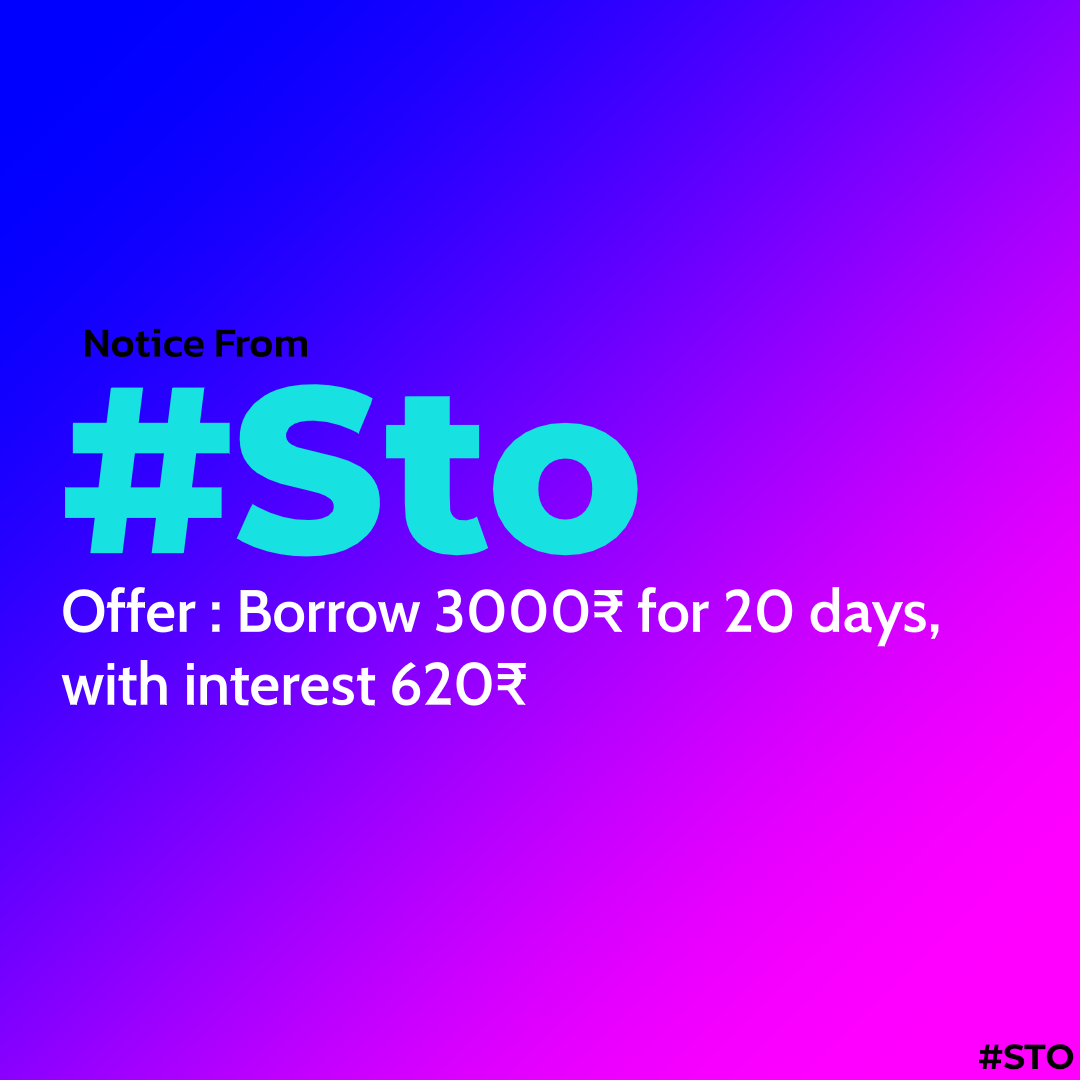 Notice From
#Sto
Offer : Borrow 3000₹ for 20 days,
with interest 620₹
#STO